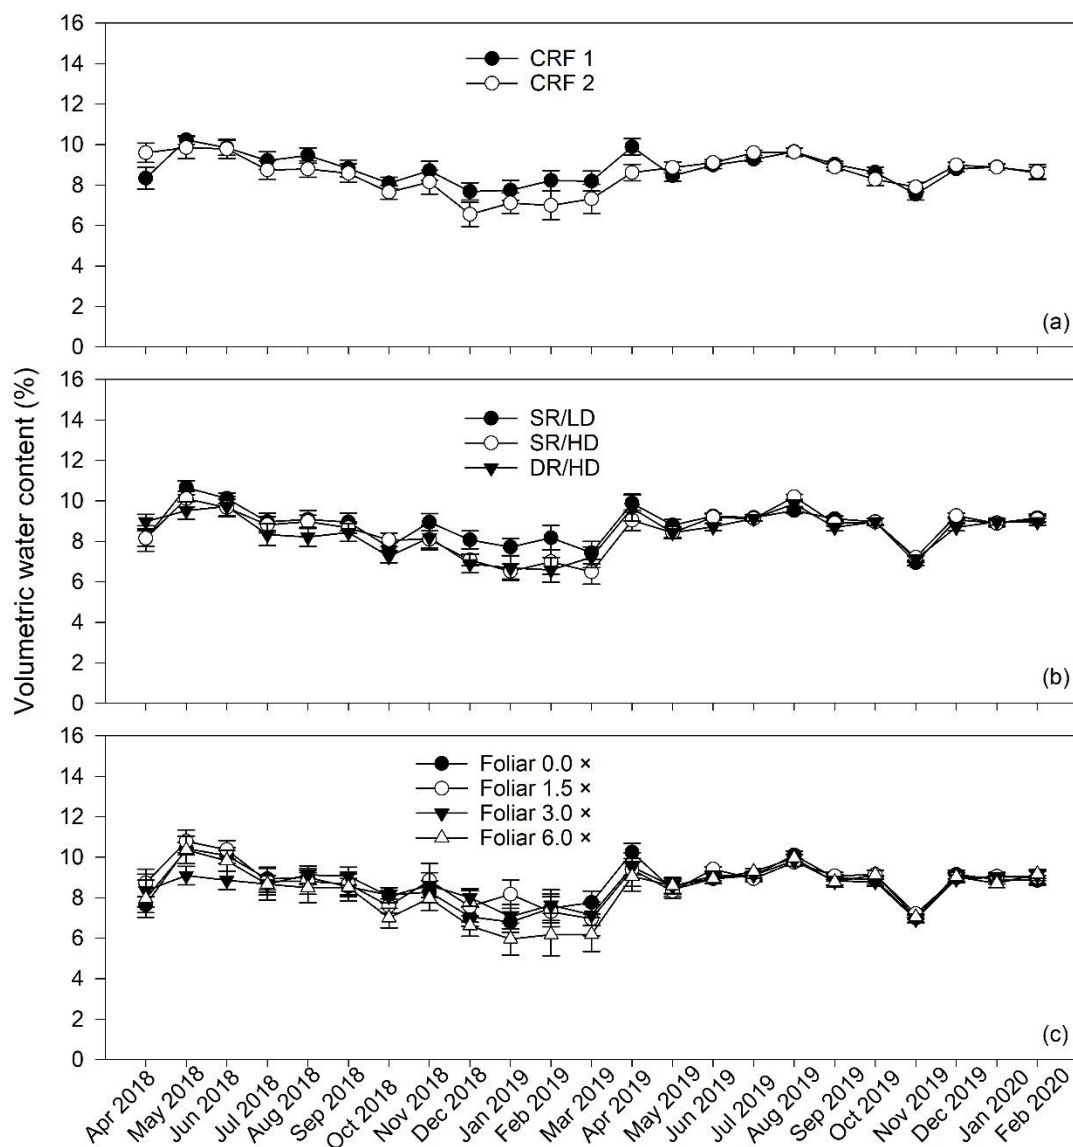 16
14
12
10
8
6
4
2
0
CRF 1
CRF 2
(a)
Volumetric water content (%)
16
14
12
10
8
6
4
2
0
SR/LD
SR/HD
DR/HD
(b)
16
14
12
10
8
6
4
2
0
Foliar 0.0 ×
Foliar 1.5 ×
Foliar 3.0 ×
Foliar 6.0 ×
(c)
Apr 2018
May 2018
Jun 2018
Jul 2018
Aug 2018
Sep 2018
Oct 2018
Nov 2018
Dec 2018
Jan 2019
Feb 2019
Mar 2019
Apr 2019
May 2019
Jun 2019
Jul 2019
Aug 2019
Sep 2019
Oct 2019
Nov 2019
Dec 2019
Jan 2020
Feb 2020